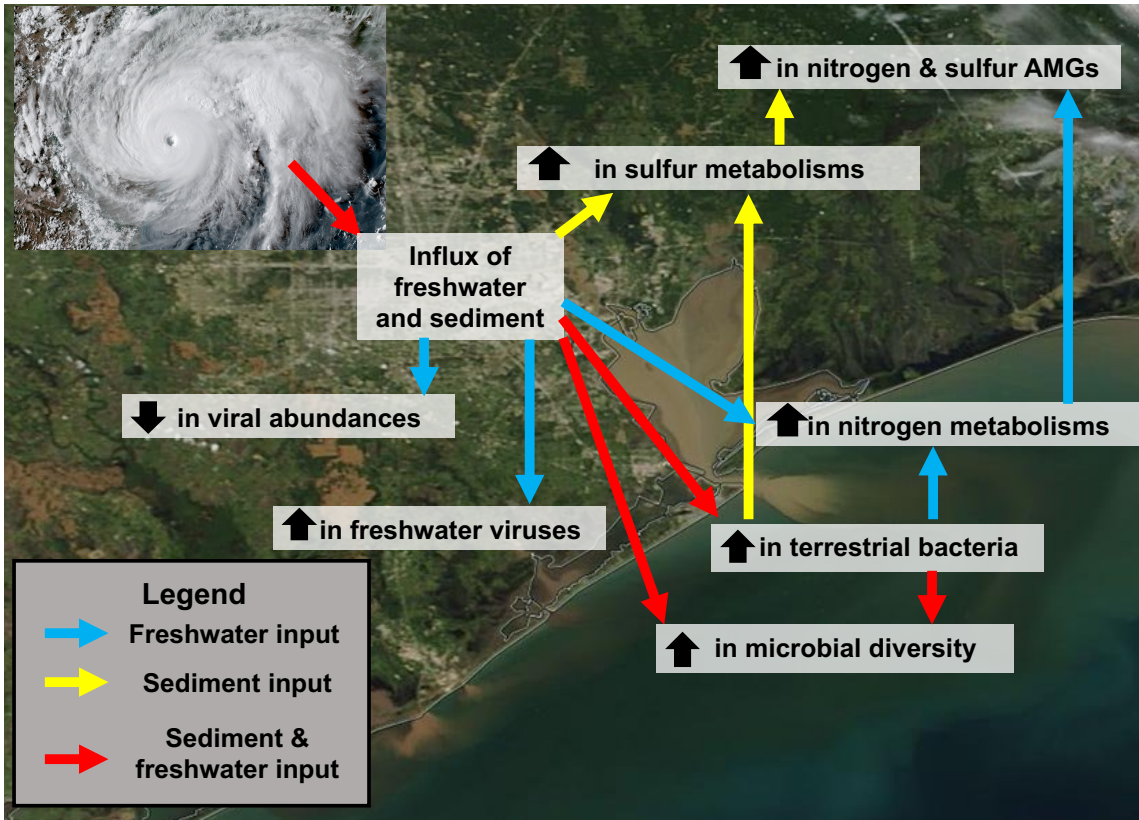 in nitrogen & sulfur AMGs
in sulfur metabolisms
Influx of
freshwater
and sediment
in viral abundances
in nitrogen metabolisms
in freshwater viruses
in terrestrial bacteria
in microbial diversity
Legend
Freshwater input
Sediment input
Sediment &
freshwater input